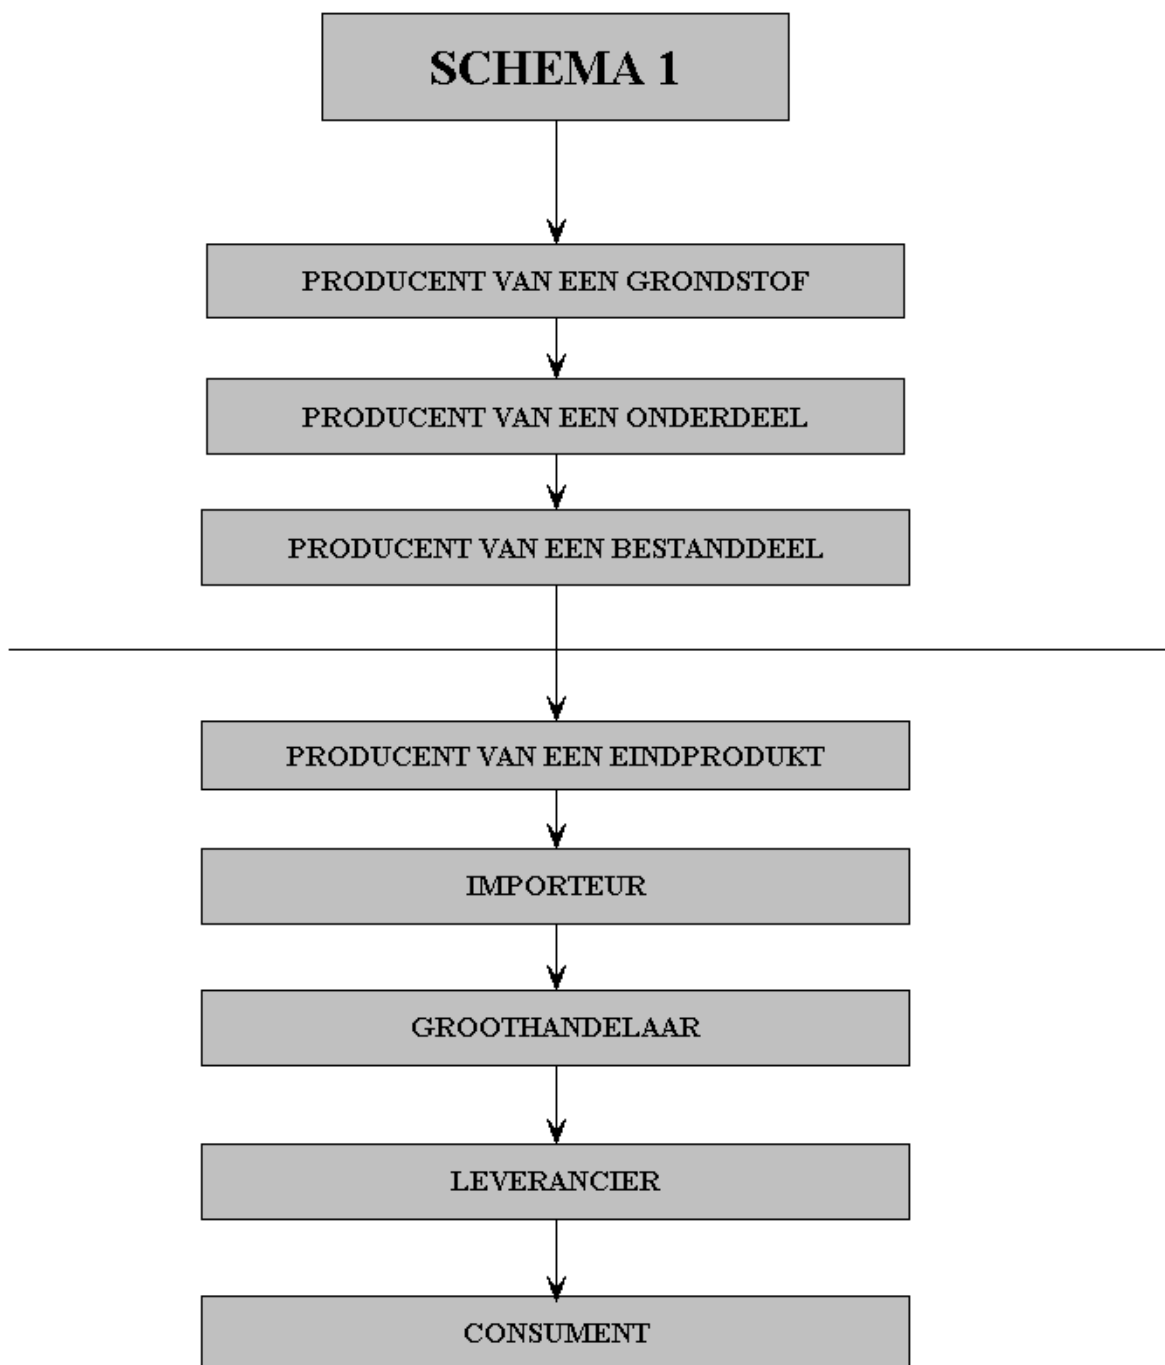 SCHEMA 1
PRODUCENT VAN EEN GRONDSTOF
PRODUCENT VAN EEN ONDERDEEL
PRODUCENT VAN EEN BESTANDDEEL
PRODUCENT VAN EEN EINDPRODUKT
IMPORTEUR
GROOTHANDELAAR
LEVERANCIER
CONSUMENT